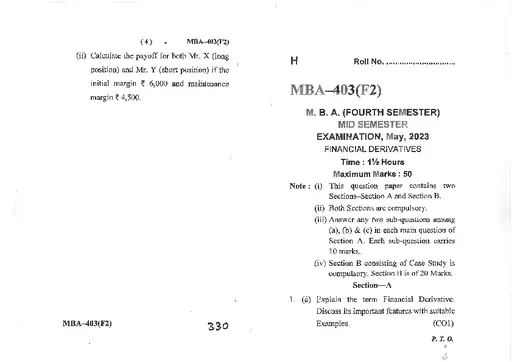 ( 4 ) . MBA–403(F2)
(ii) Calculate the payoff for both Mr. X (long
position) and Mr. Y (short position) if the
initial margin ₹ 6,000 and maintenance
margin ₹ 4,500.
MBA–403(F2)
330
H Roll No. ..............................
MBA–403(F2)
M. B. A. (FOURTH SEMESTER)
MID SEMESTER
EXAMINATION, May, 2023
FINANCIAL DERIVATIVES
Time : 1½ Hours
Maximum Marks : 50
Note : (i) This question paper contains two
Sections–Section A and Section B.
(ii) Both Sections are compulsory.
(iii) Answer any two sub-questions among
(a), (b) & (c) in each main question of
Section A. Each sub-question carries
10 marks.
(iv) Section B consisting of Case Study is
compulsory. Section B is of 20 Marks.
Section—A
1. (a) Explain the term Financial Derivative.
Discuss its important features with suitable
Examples. (CO1)
P. T. O.